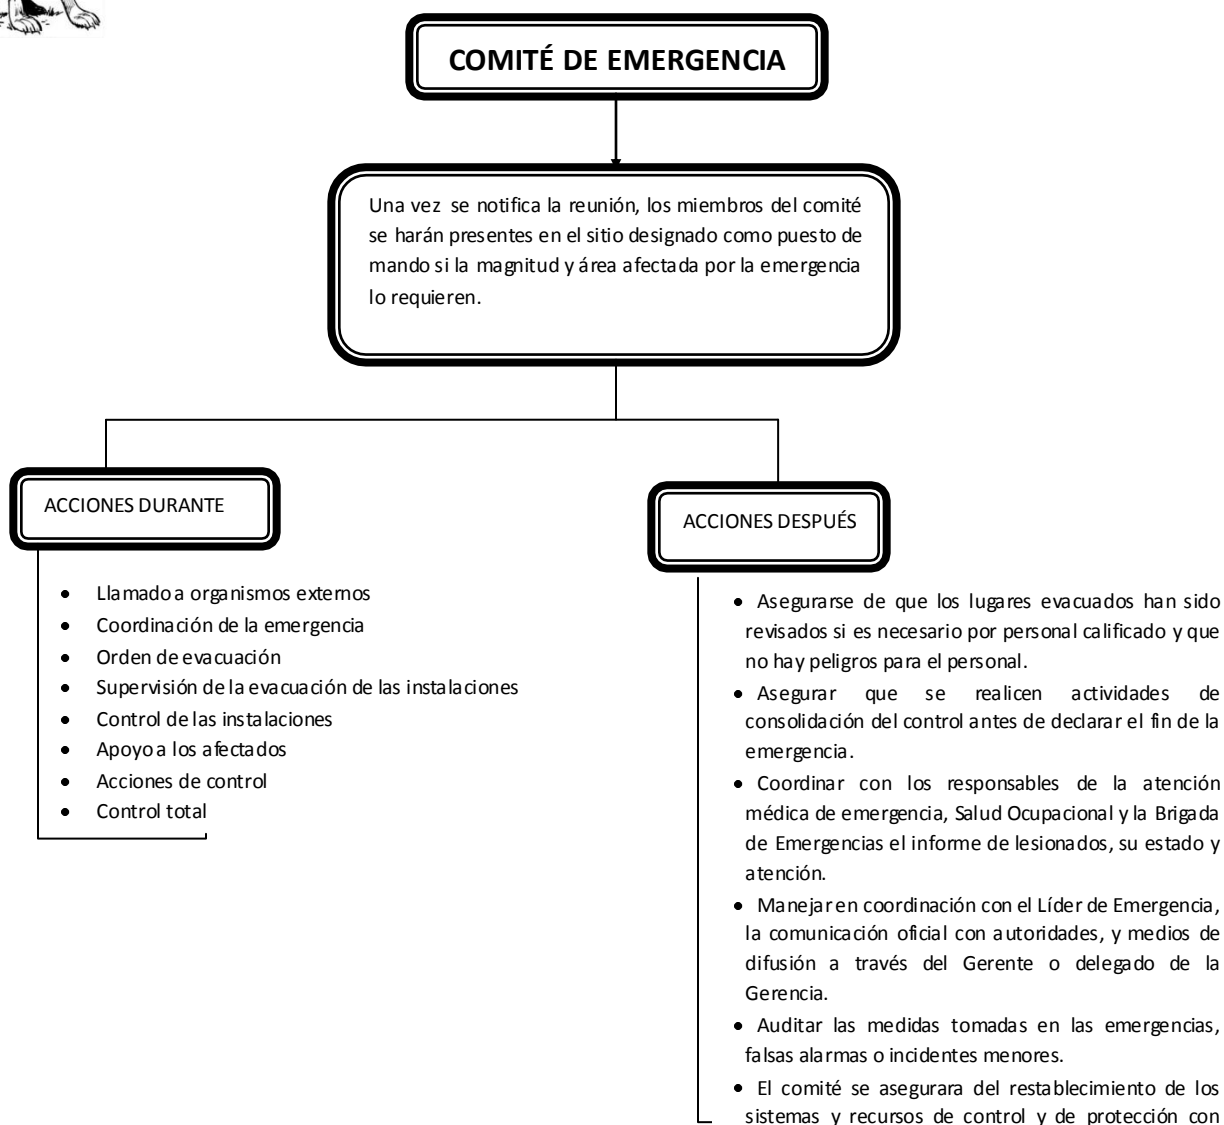 COMITÉ DE EMERGENCIA
Una vez se notifica la reunión, los miembros del comité
se harán presentes en el sitio designado como puesto de
mando si la magnitud y área afectada por la emergencia
lo requieren.
ACCIONES DURANTE
• Llamado a organismos externos
• Coordinación de la emergencia
• Orden de evacuación
• Supervisión de la evacuación de las instalaciones
• Control de las instalaciones
• Apoyo a los afectados
• Acciones de control
• Control total
ACCIONES DESPUÉS
• Asegurarse de que los lugares evacuados han sido
revisados si es necesario por personal calificado y que
no hay peligros para el personal.
• Asegurar que se realicen actividades de
consolidación del control antes de declarar el fin de la
emergencia.
• Coordinar con los responsables de la atención
médica de emergencia, Salud Ocupacional y la Brigada
de Emergencias el informe de lesionados, su estado y
atención.
• Manejar en coordinación con el Líder de Emergencia,
la comunicación oficial con autoridades, y medios de
difusión a través del Gerente o delegado de la
Gerencia.
• Auditar las medidas tomadas en las emergencias,
falsas alarmas o incidentes menores.
• El comité se asegurara del restablecimiento de los
sistemas y recursos de control y de protección con